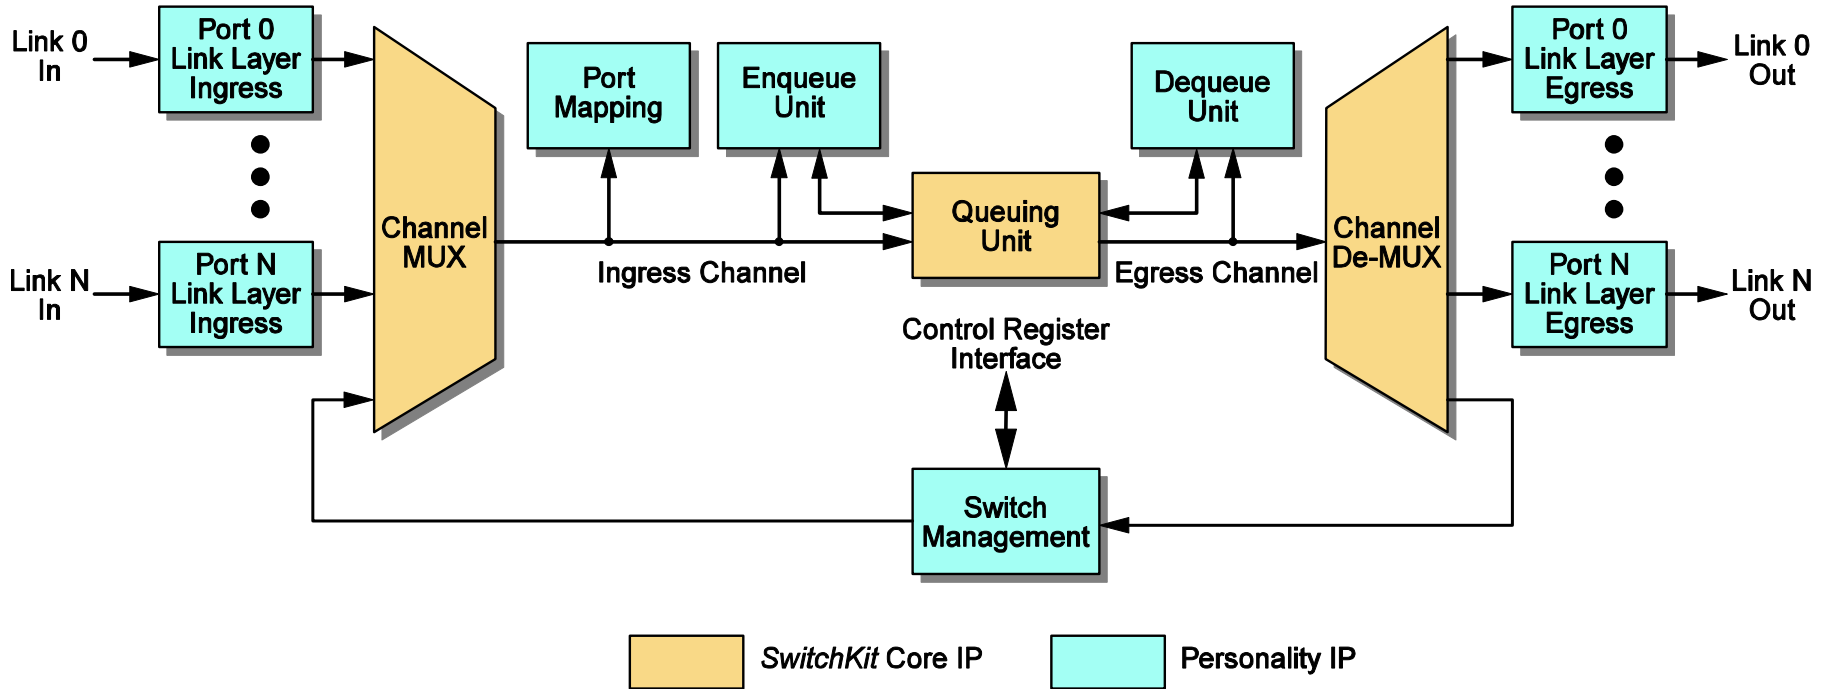 Link 0
In
Port 0
Link Layer
Ingress
Link N
In
Port N
Link Layer
Ingress
Channel
MUX
Port
Mapping
Enqueue
Unit
Ingress Channel
Queuing
Unit
Dequeue
Unit
Egress Channel
Channel
De-MUX
Port 0
Link Layer
Egress
Link 0
Out
Port N
Link Layer
Egress
Link N
Out
Control Register
Interface
Switch
Management
SwitchKit Core IP
Personality IP